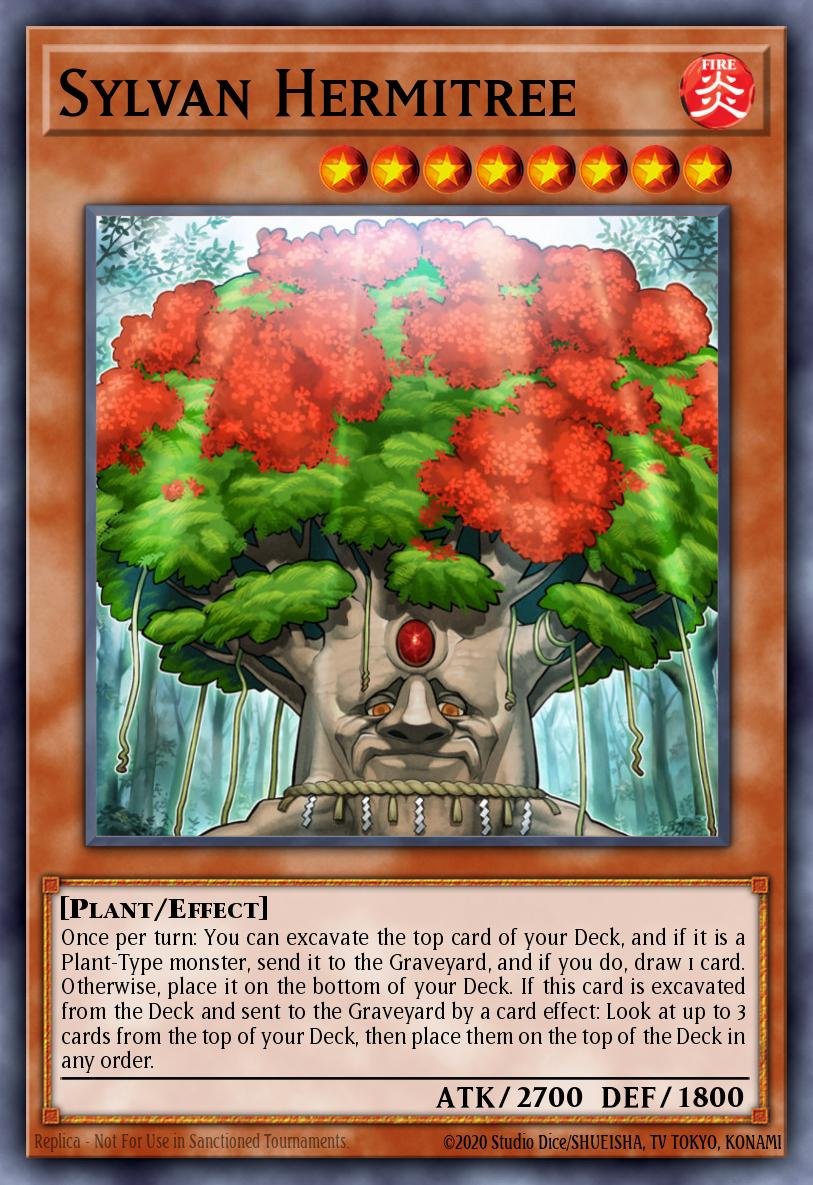 Sylvan Hermitree
FIRE
炎
[Plant/Effect]
Once per turn: You can excavate the top card of your Deck, and if it is a
Plant-Type monster, send it to the Graveyard, and if you do, draw 1 card.
Otherwise, place it on the bottom of your Deck. If this card is excavated
from the Deck and sent to the Graveyard by a card effect: Look at up to 3
cards from the top of your Deck, then place them on the top of the Deck in
any order.
ATK/2700 DEF/1800
Replica - Not For Use in Sanctioned Tournaments.
©2020 Studio Dice/SHUEISHA, TV TOKYO, KONAMI